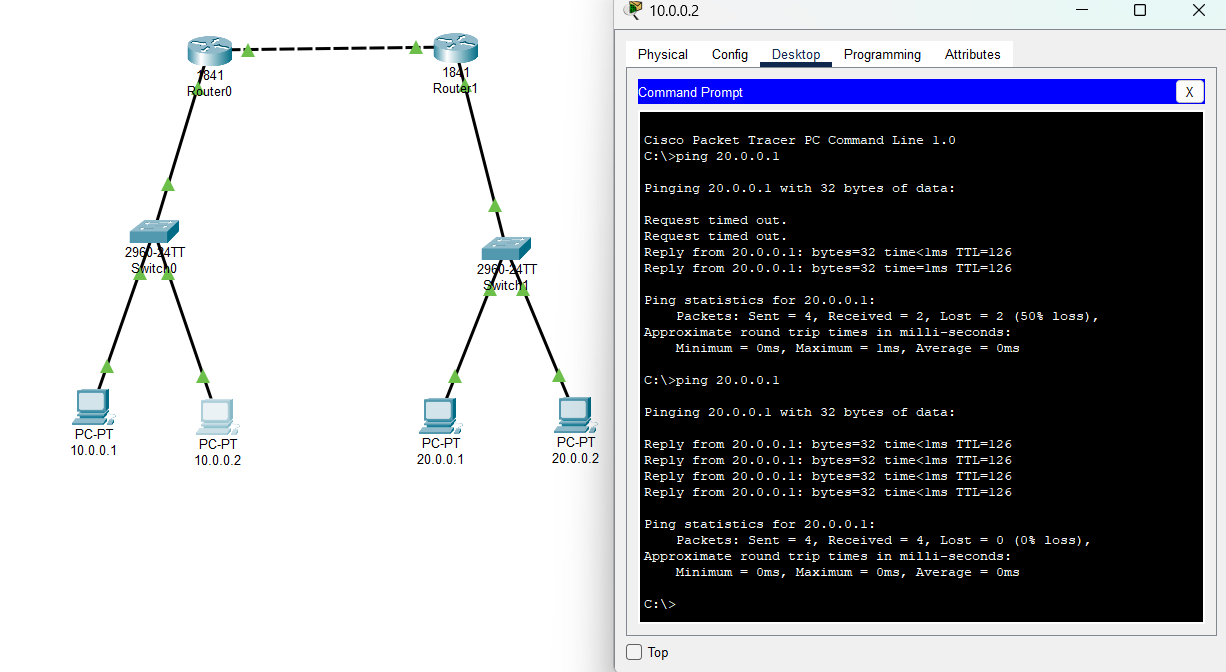 1841
Router0
1841
Router1
2960-24TT
Switch0
2960-24TT
Switch1
PC-PT
10.0.0.1
PC-PT
10.0.0.2
PC-PT
20.0.0.1
PC-PT
20.0.0.2
10.0.0.2
Physical Config Desktop Programming Attributes
Command Prompt X
Cisco Packet Tracer PC Command Line 1.0
C:\>ping 20.0.0.1
Pinging 20.0.0.1 with 32 bytes of data:
Request timed out.
Request timed out.
Reply from 20.0.0.1: bytes=32 time<1ms TTL=126
Reply from 20.0.0.1: bytes=32 time=1ms TTL=126
Ping statistics for 20.0.0.1:
    Packets: Sent = 4, Received = 2, Lost = 2 (50% loss),
Approximate round trip times in milli-seconds:
    Minimum = 0ms, Maximum = 1ms, Average = 0ms
C:\>ping 20.0.0.1
Pinging 20.0.0.1 with 32 bytes of data:
Reply from 20.0.0.1: bytes=32 time<1ms TTL=126
Reply from 20.0.0.1: bytes=32 time<1ms TTL=126
Reply from 20.0.0.1: bytes=32 time<1ms TTL=126
Reply from 20.0.0.1: bytes=32 time<1ms TTL=126
Ping statistics for 20.0.0.1:
    Packets: Sent = 4, Received = 4, Lost = 0 (0% loss),
Approximate round trip times in milli-seconds:
    Minimum = 0ms, Maximum = 0ms, Average = 0ms
C:\>
Top